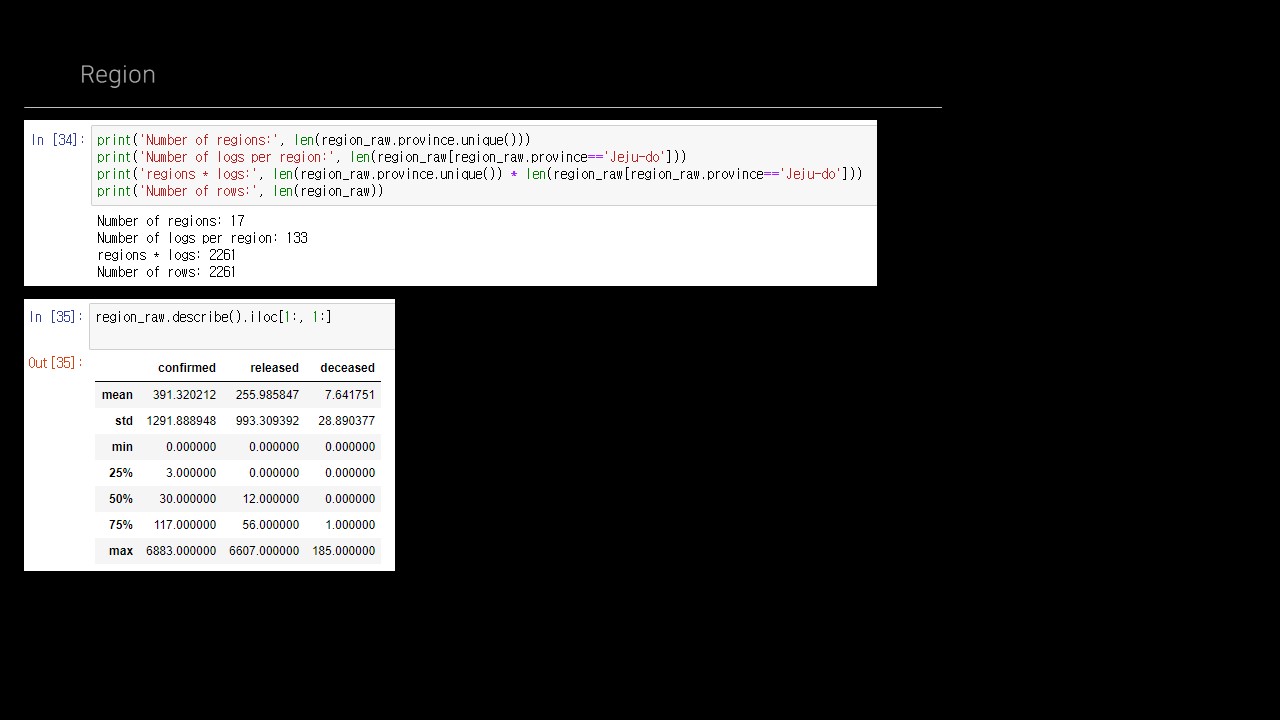 Region
In [34]:
print('Number of regions:', len(region_raw.province.unique()))
print('Number of logs per region:', len(region_raw[region_raw.province=='Jeju-do']))
print('regions * logs:', len(region_raw.province.unique()) * len(region_raw[region_raw.province=='Jeju-do']))
print('Number of rows:', len(region_raw))
Number of regions: 17
Number of logs per region: 133
regions * logs: 2261
Number of rows: 2261
In [35]:
region_raw.describe().iloc[1:, 1:]
Out[35]:
confirmed released deceased
mean 391.320212 255.985847 7.641751
std 1291.888948 993.309392 28.890377
min 0.000000 0.000000 0.000000
25% 3.000000 0.000000 0.000000
50% 30.000000 12.000000 0.000000
75% 117.000000 56.000000 1.000000
max 6883.000000 6607.000000 185.000000